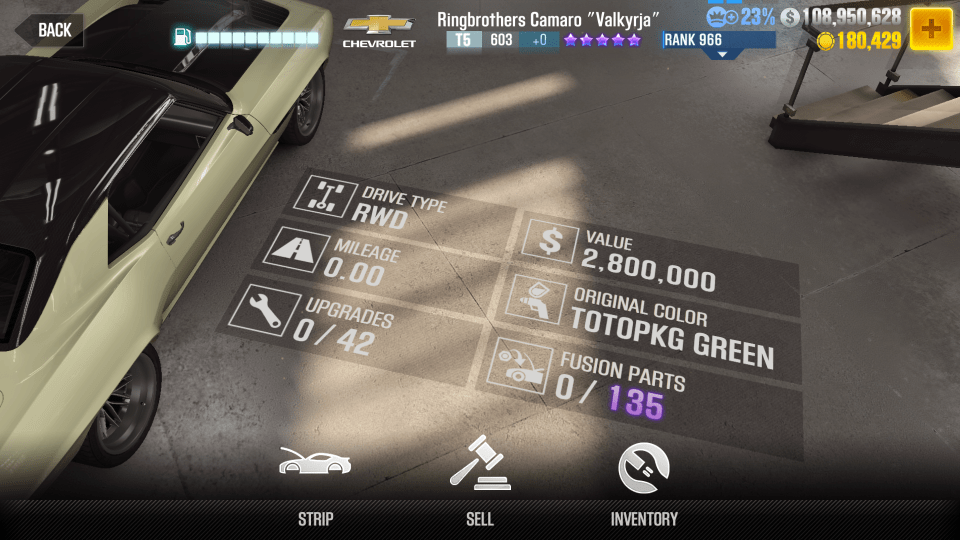 BACK
CHEVROLET
Ringbrothers Camaro "Valkyrja"
T5 603 +0
RANK 966
23%
$ 108,950,628
180,429
DRIVE TYPE
RWD
MILEAGE
0.00
UPGRADES
0 / 42
$ VALUE
2,800,000
ORIGINAL COLOR
TOTOPKG GREEN
FUSION PARTS
0 / 135
STRIP
SELL
INVENTORY